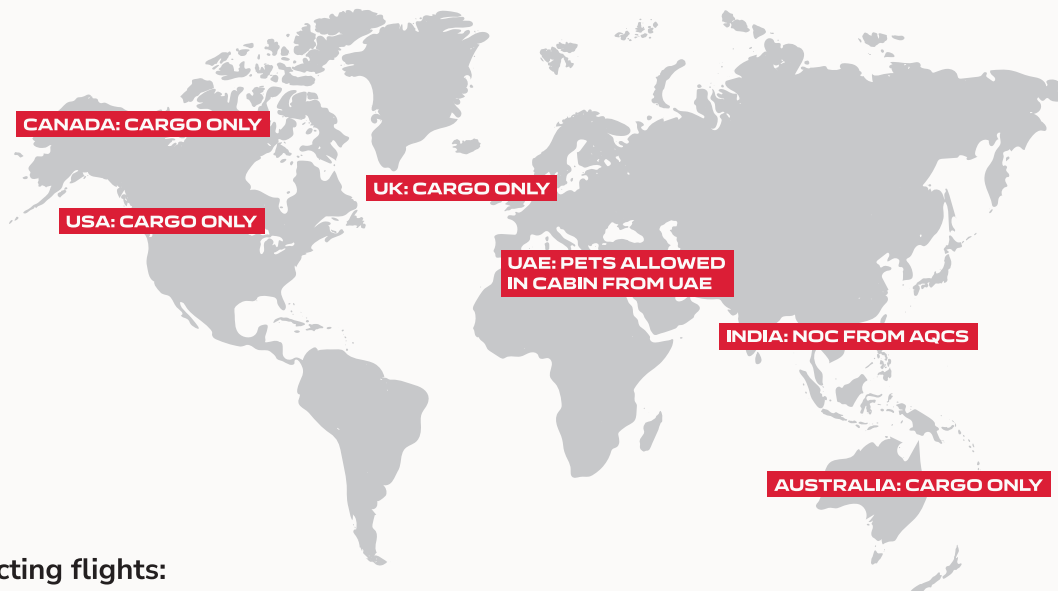 CANADA: CARGO ONLY
UK: CARGO ONLY
USA: CARGO ONLY
UAE: PETS ALLOWED
IN CABIN FROM UAE
INDIA: NOC FROM AQCS
AUSTRALIA: CARGO ONLY
cting flights: